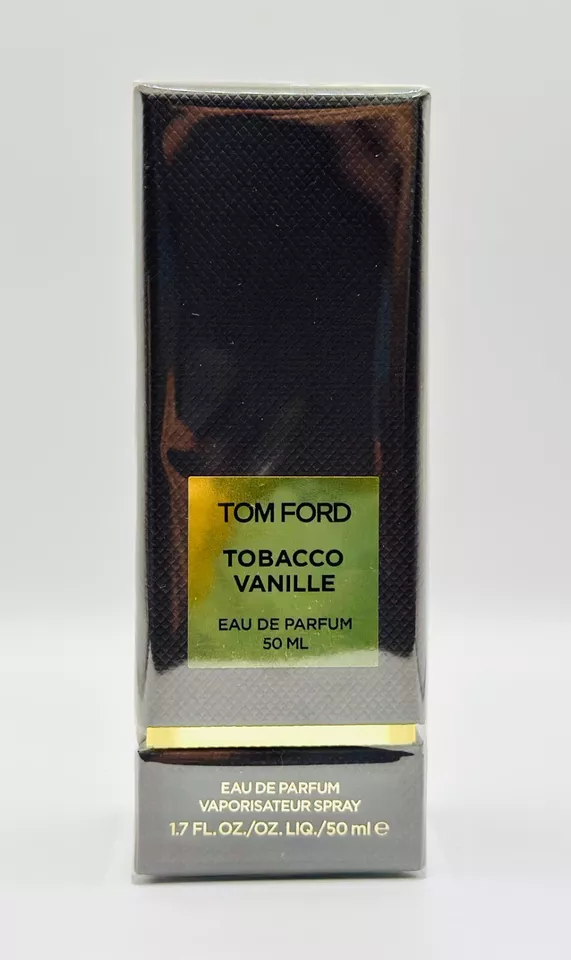 TOM FORD
TOBACCO
VANILLE
EAU DE PARFUM
50 ML
EAU DE PARFUM
VAPORISATEUR SPRAY
1.7 FL.OZ./OZ. LIQ./50 ml ℮